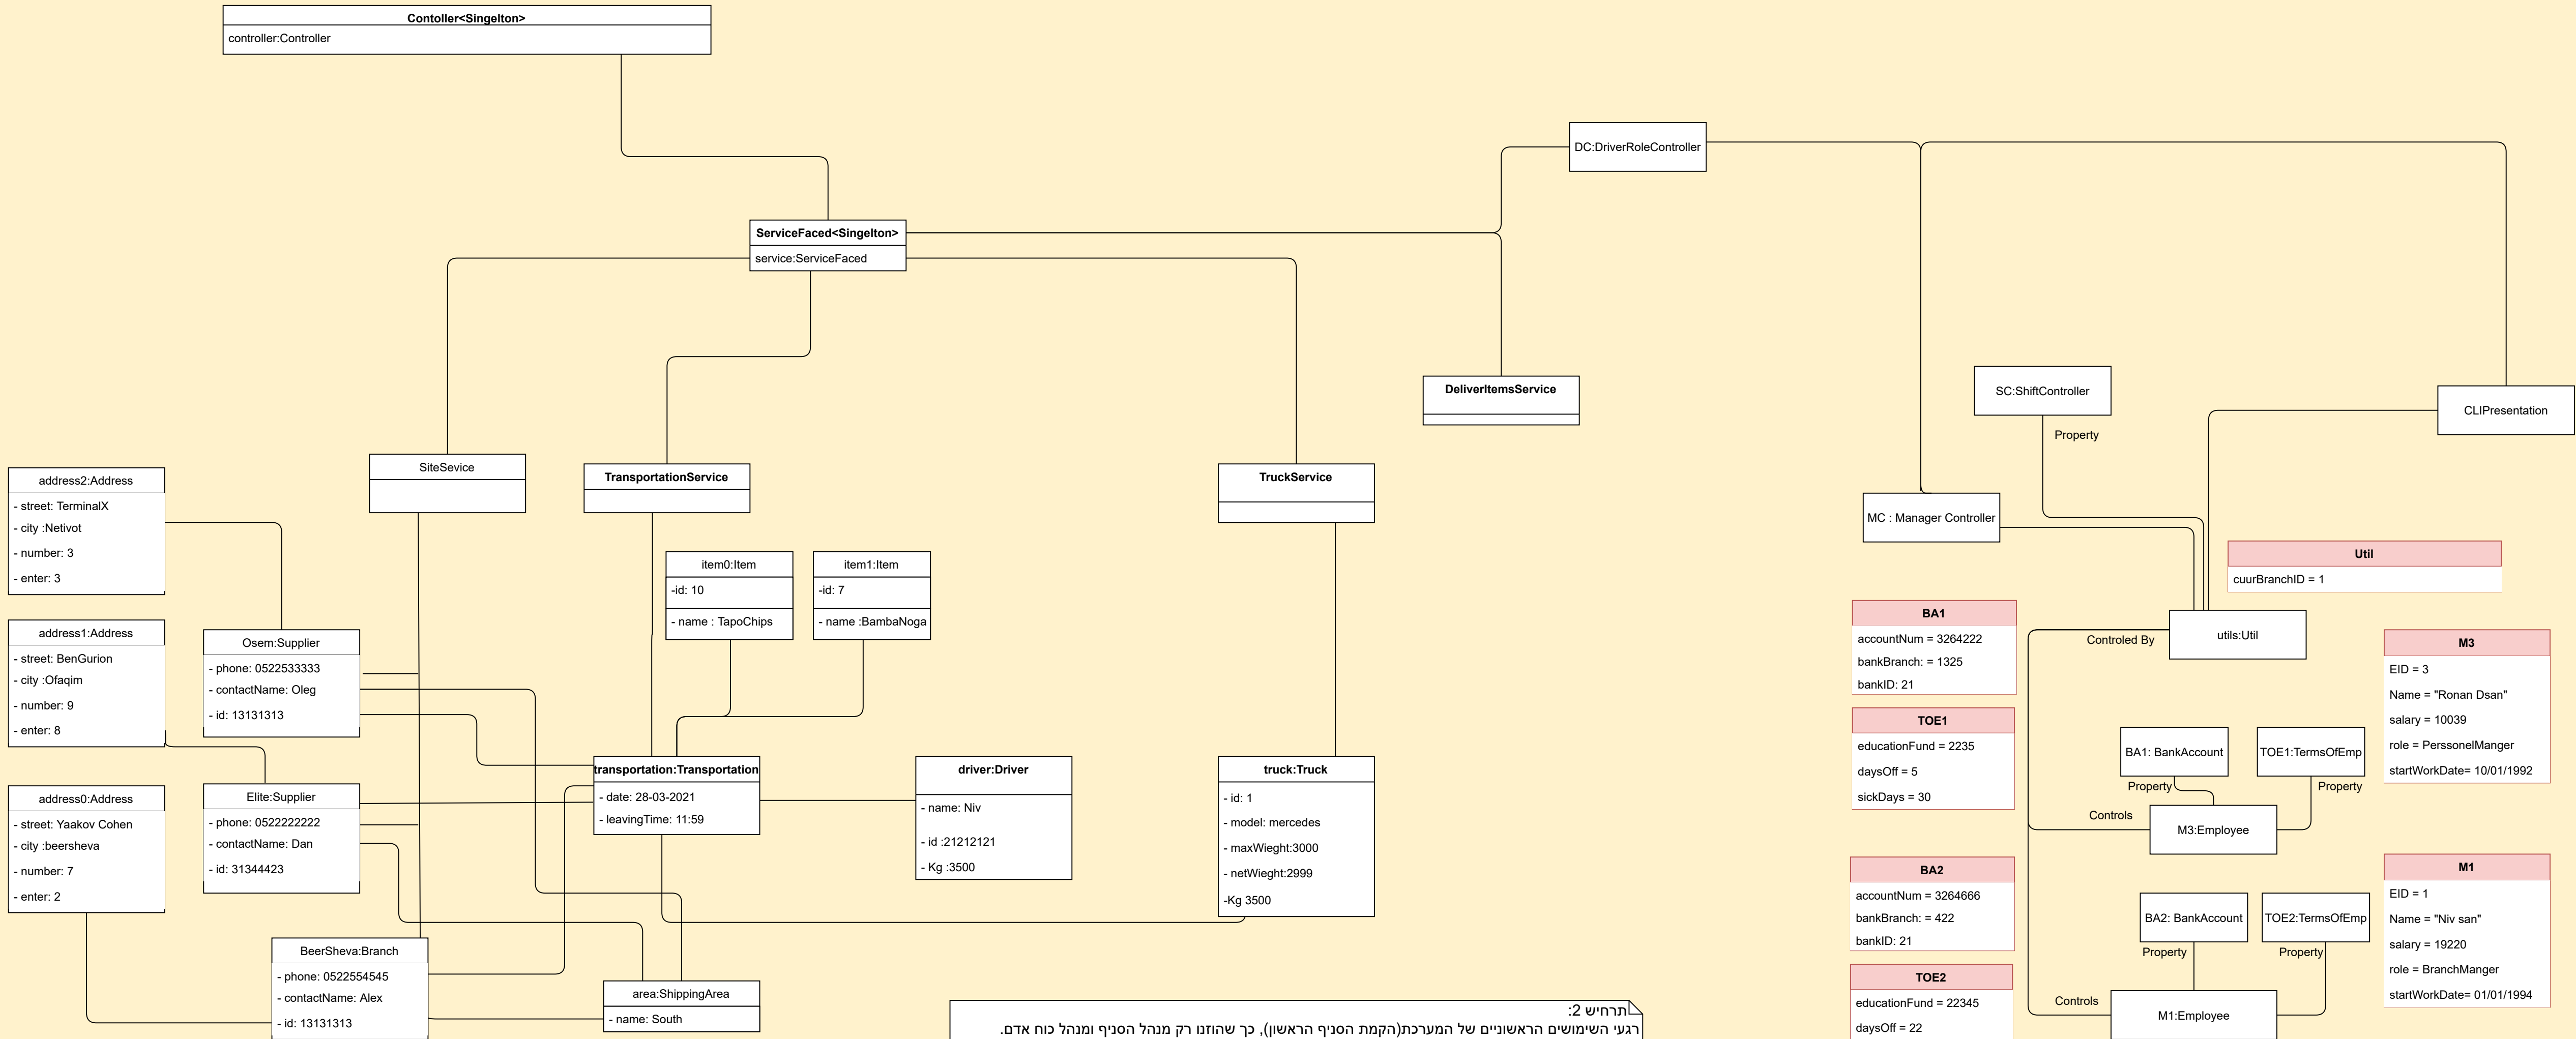 Contoller<Singelton>
controller:Controller
DC:DriverRoleController
ServiceFaced<Singelton>
service:ServiceFaced
DeliverItemsService
SC:ShiftController
Property
CLIPresentation
SiteSevice
TransportationService
TruckService
MC : Manager Controller
address2:Address
- street: TerminalX
- city :Netivot
- number: 3
- enter: 3
item0:Item
-id: 10
- name : TapoChips
item1:Item
-id: 7
- name :BambaNoga
Util
cuurBranchID = 1
utils:Util
Controled By
address1:Address
- street: BenGurion
- city :Ofaqim
- number: 9
- enter: 8
Osem:Supplier
- phone: 0522533333
- contactName: Oleg
- id: 13131313
BA1
accountNum = 3264222
bankBranch: = 1325
bankID: 21
TOE1
educationFund = 2235
daysOff = 5
sickDays = 30
M3
EID = 3
Name = "Ronan Dsan"
salary = 10039
role = PerssonelManger
startWorkDate= 10/01/1992
BA1: BankAccount
TOE1:TermsOfEmp
Property
Property
Controls
M3:Employee
address0:Address
- street: Yaakov Cohen
- city :beersheva
- number: 7
- enter: 2
Elite:Supplier
- phone: 0522222222
- contactName: Dan
- id: 31344423
transportation:Transportation
- date: 28-03-2021
- leavingTime: 11:59
driver:Driver
- name: Niv
- id :21212121
- Kg :3500
truck:Truck
- id: 1
- model: mercedes
- maxWieght:3000
- netWieght:2999
-Kg 3500
BA2
accountNum = 3264666
bankBranch: = 422
bankID: 21
TOE2
educationFund = 22345
daysOff = 22
BA2: BankAccount
TOE2:TermsOfEmp
Property
Property
Controls
M1:Employee
M1
EID = 1
Name = "Niv san"
salary = 19220
role = BranchManger
startWorkDate= 01/01/1994
BeerSheva:Branch
- phone: 0522554545
- contactName: Alex
- id: 13131313
area:ShippingArea
- name: South
תרחיש 2:
רגעי השימושים הראשוניים של המערכת(הקמת הסניף הראשון), כך שהוזנו רק מנהל הסניף ומנהל כוח אדם.